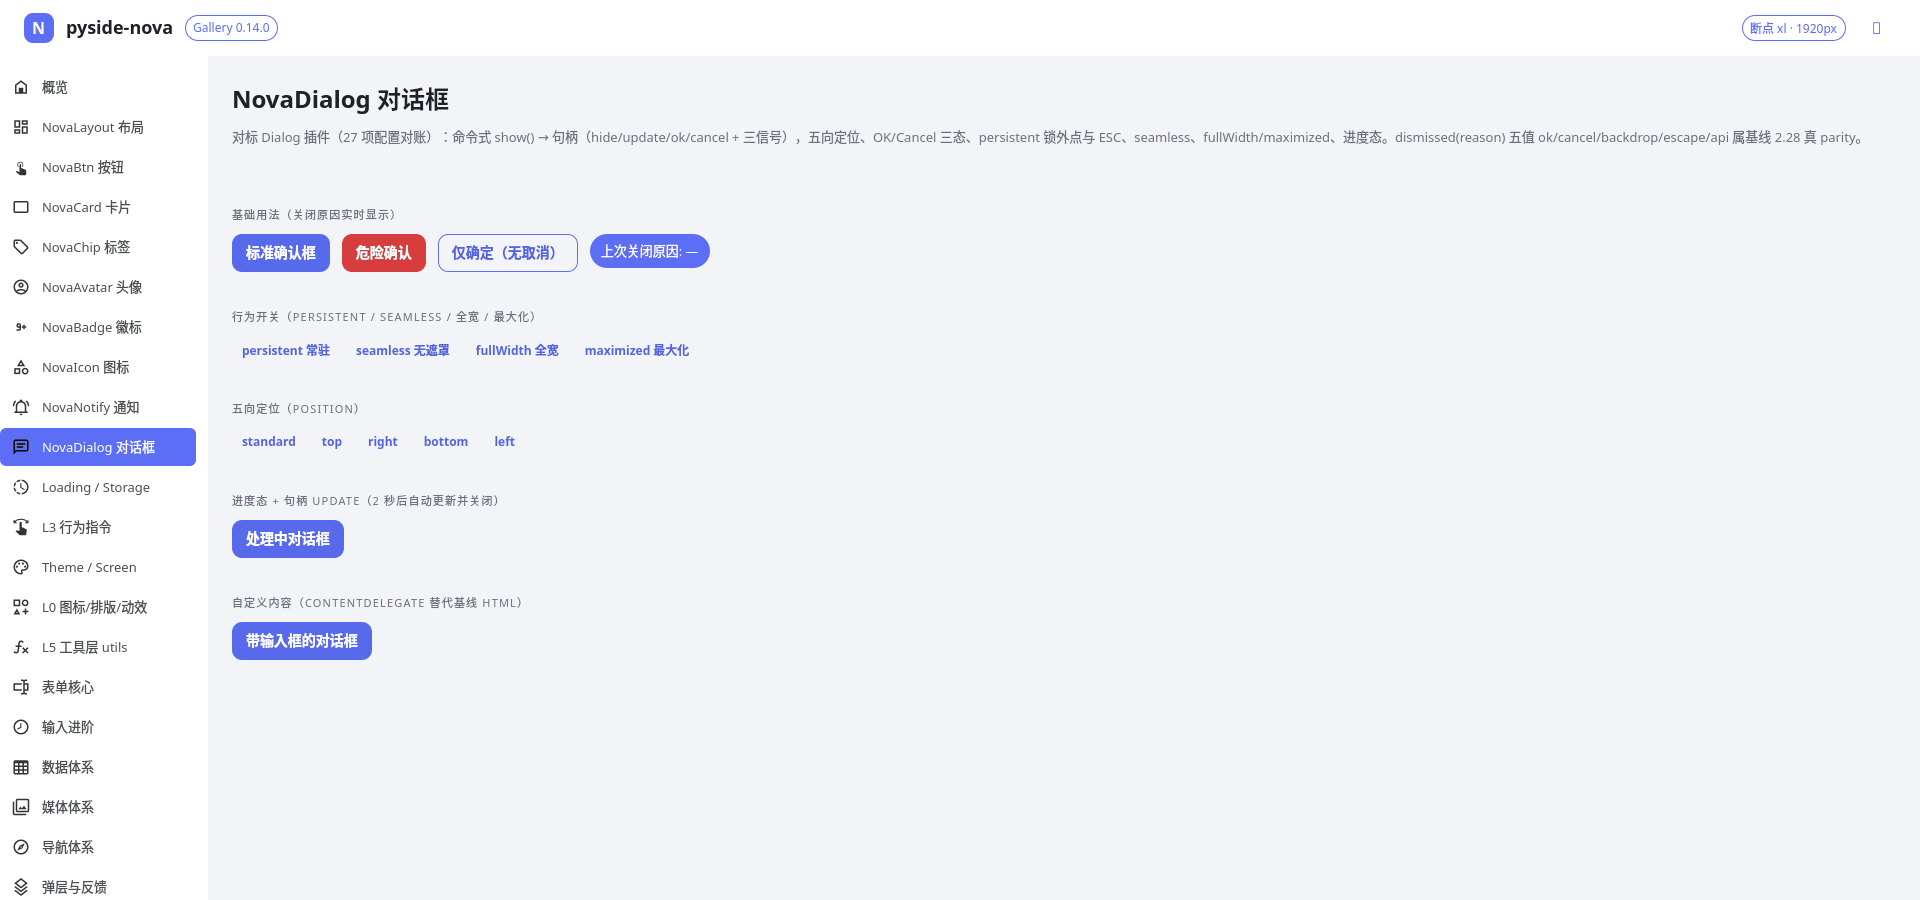 N pyside-nova Gallery 0.14.0 断点 xl · 1920px
概览
NovaLayout 布局
NovaBtn 按钮
NovaCard 卡片
NovaChip 标签
NovaAvatar 头像
9+ NovaBadge 徽标
NovaIcon 图标
NovaNotify 通知
NovaDialog 对话框
Loading / Storage
L3 行为指令
Theme / Screen
L0 图标/排版/动效
L5 工具层 utils
表单核心
输入进阶
数据体系
媒体体系
导航体系
弹层与反馈
NovaDialog 对话框
对标 Dialog 插件（27 项配置对账）：命令式 show() → 句柄（hide/update/ok/cancel + 三信号），五向定位、OK/Cancel 三态、persistent 锁外点与 ESC、seamless、fullWidth/maximized、进度态。dismissed(reason) 五值 ok/cancel/backdrop/escape/api 属基线 2.28 真 parity。
基础用法（关闭原因实时显示）
标准确认框 危险确认 仅确定（无取消） 上次关闭原因: —
行为开关（PERSISTENT / SEAMLESS / 全宽 / 最大化）
persistent 常驻 seamless 无遮罩 fullWidth 全宽 maximized 最大化
五向定位（POSITION）
standard top right bottom left
进度态 + 句柄 UPDATE（2 秒后自动更新并关闭）
处理中对话框
自定义内容（CONTENTDELEGATE 替代基线 HTML）
带输入框的对话框